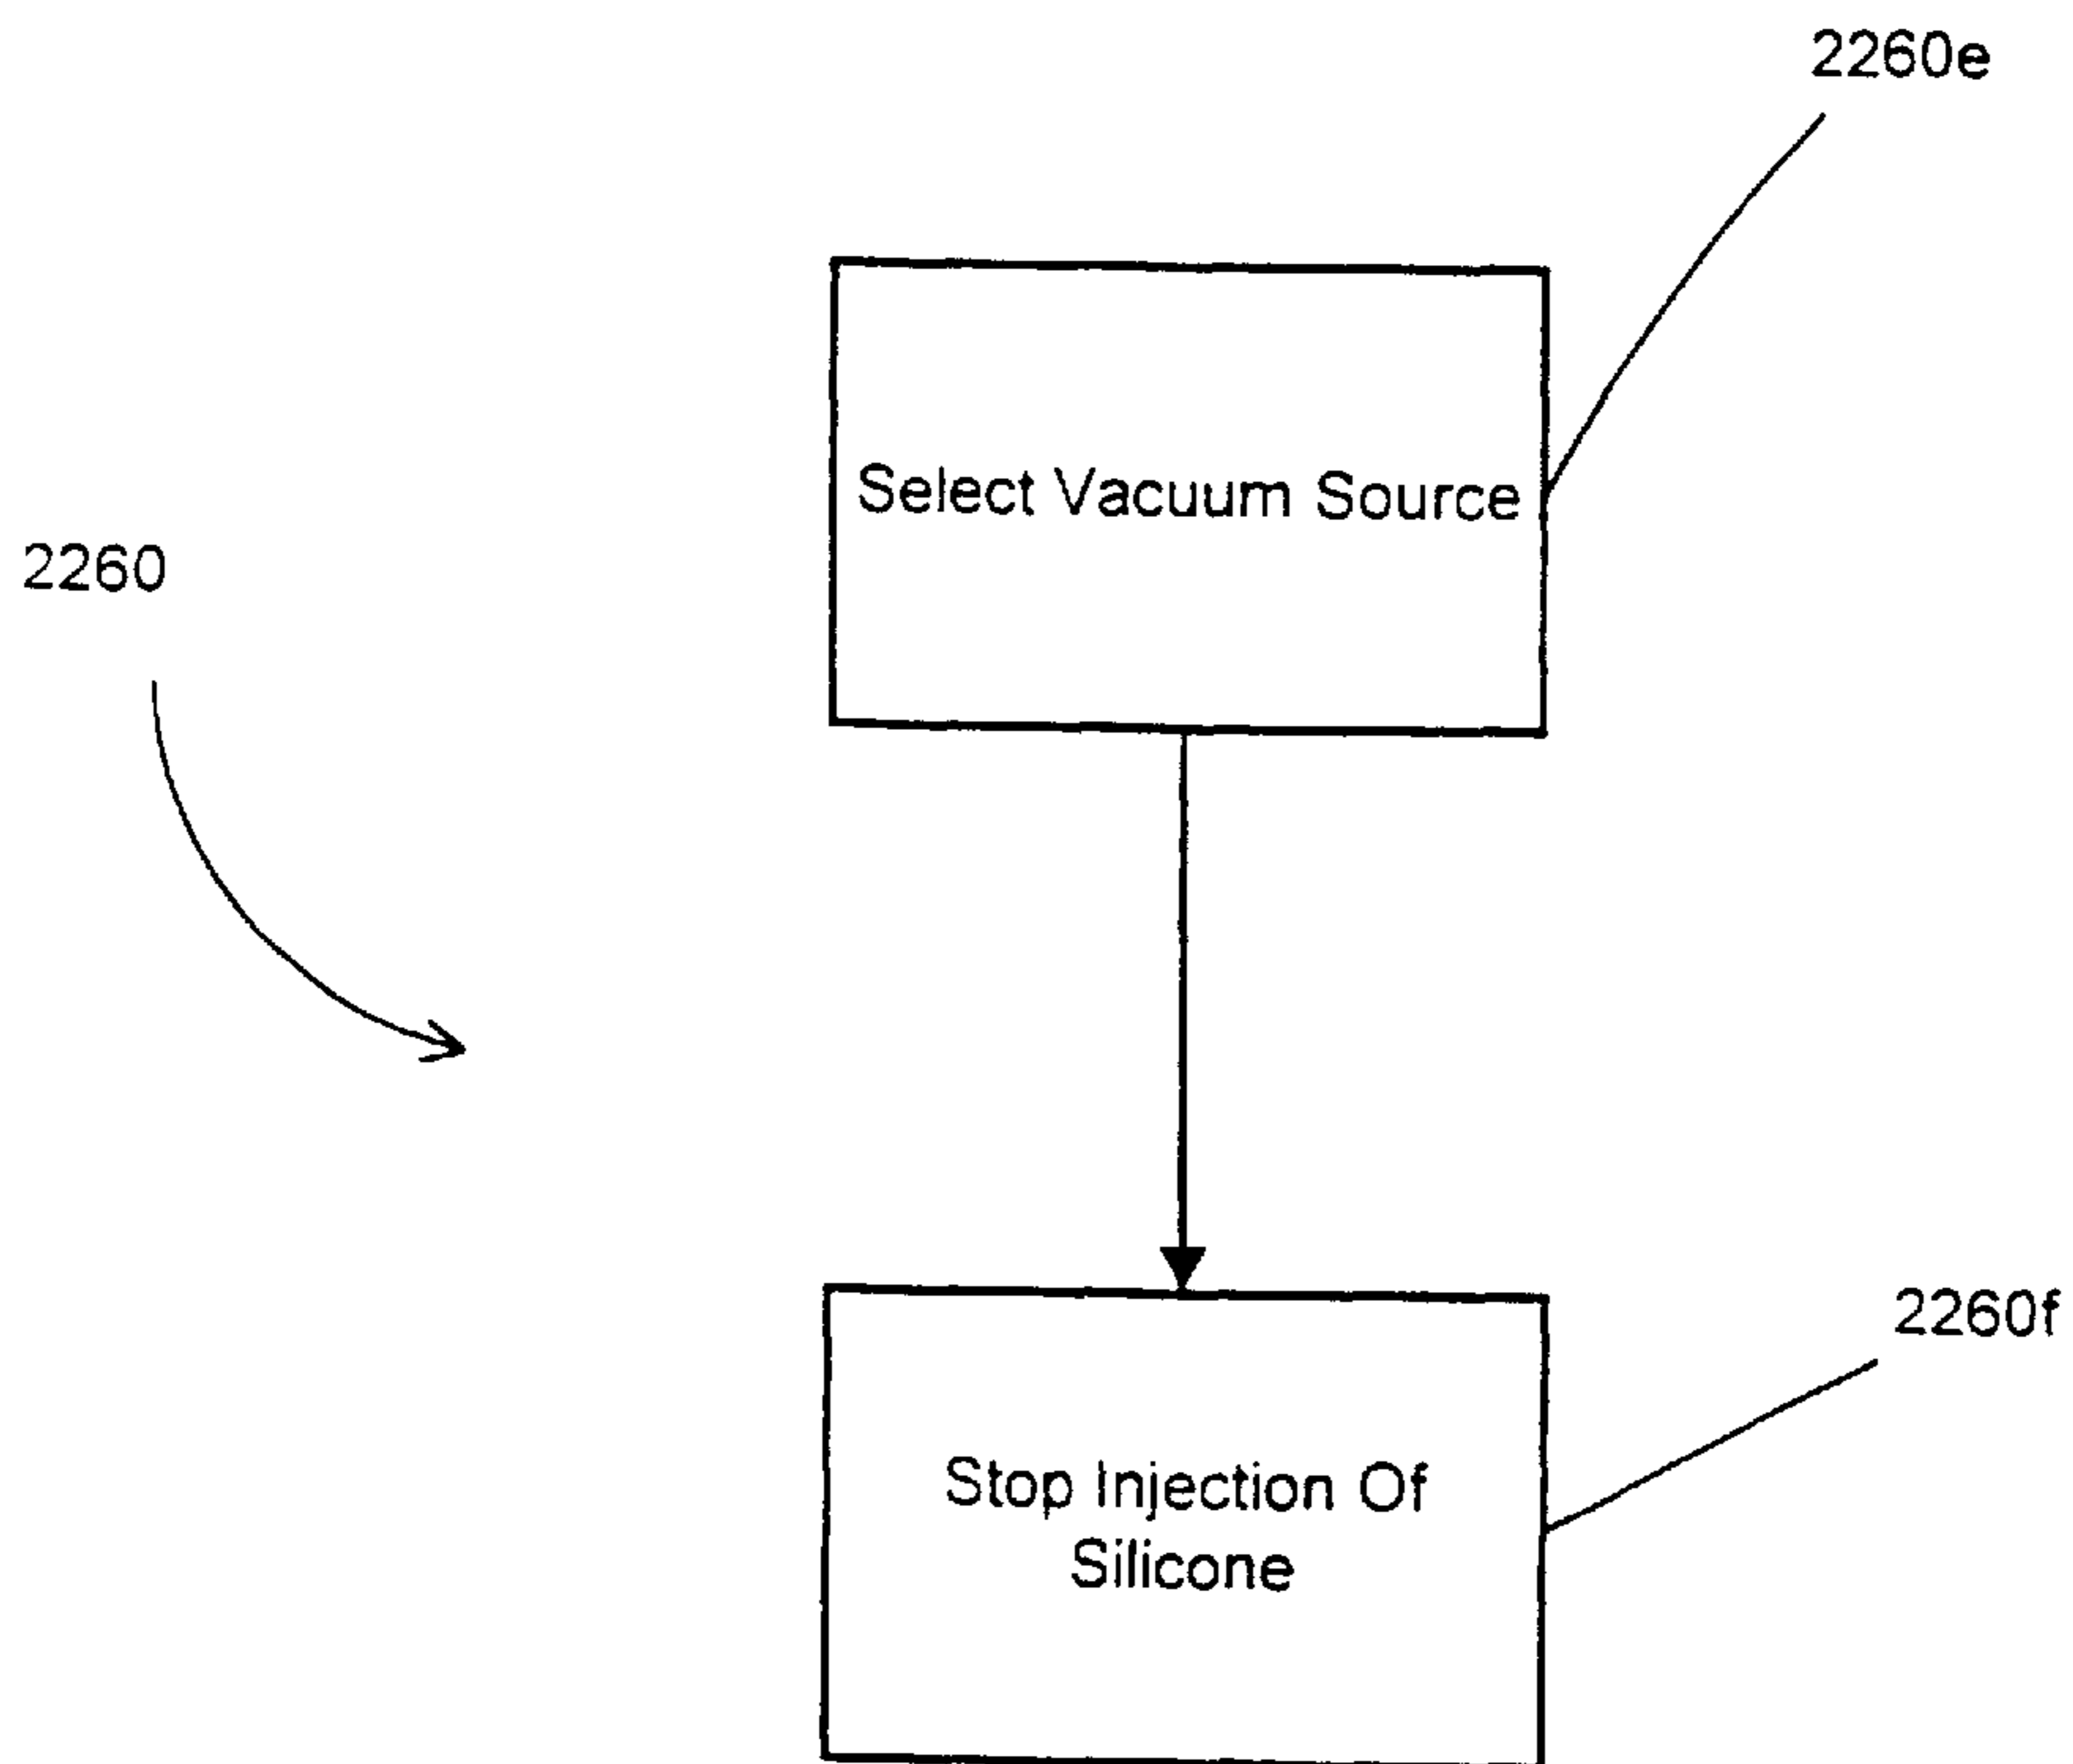 2260e
Select Vacuum Source
2260
2260f
Stop Injection Of
Silicone